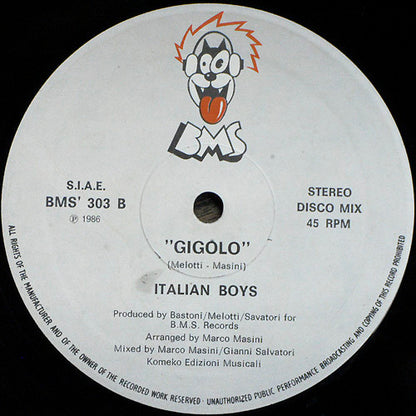 BMS
S.I.A.E.
BMS' 303 B
℗ 1986
STEREO
DISCO MIX
45 RPM
"GIGOLO"
(Melotti - Masini)
ITALIAN BOYS
Produced by Bastoni/Melotti/Savatori for
B.M.S. Records
Arranged by Marco Masini
Mixed by Marco Masini/Gianni Salvatori
Komeko Edizioni Musicali
ALL RIGHTS OF THE MANUFACTURER AND OF THE OWNER OF THE RECORDED WORK RESERVED · UNAUTHORIZED PUBLIC PERFORMANCE BROADCASTING AND COPYING OF THIS RECORD PROHIBITED